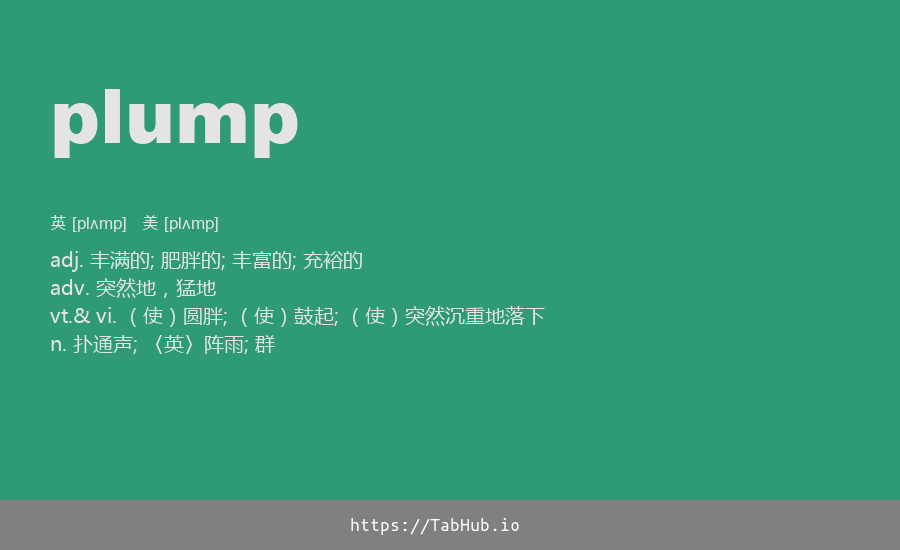 plump
英 [plʌmp] 美 [plʌmp]
adj. 丰满的; 肥胖的; 丰富的; 充裕的
adv. 突然地，猛地
vt.& vi. （使）圆胖; （使）鼓起; （使）突然沉重地落下
n. 扑通声; 〈英〉阵雨; 群
https://TabHub.io